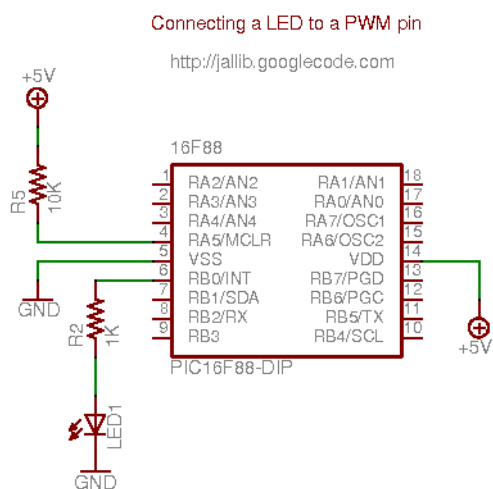 Connecting a LED to a PWM pin
http://jallib.googlecode.com
+5V
16F88
R5
10K
1 RA2/AN2 RA1/AN1 18
2 RA3/AN3 RA0/AN0 17
3 RA4/AN4 RA7/OSC1 16
4 RA5/MCLR RA6/OSC2 15
5 VSS VDD 14
6 RB0/INT RB7/PGD 13
7 RB1/SDA RB6/PGC 12
8 RB2/RX RB5/TX 11
9 RB3 RB4/SCL 10
GND
R2
1K
PIC16F88-DIP
+5V
LED1
GND